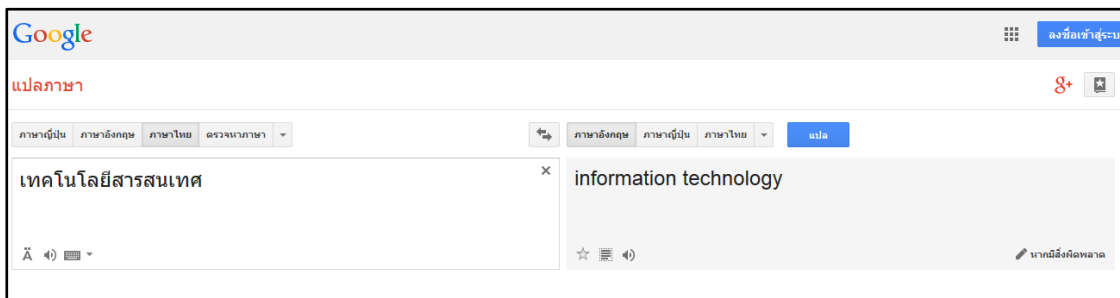 Google
ลงชื่อเข้าสู่ระบ
แปลภาษา
g+
ภาษาญี่ปุ่น ภาษาอังกฤษ ภาษาไทย ตรวจหาภาษา
ภาษาอังกฤษ ภาษาญี่ปุ่น ภาษาไทย แปล
เทคโนโลยีสารสนเทศ
information technology
Ä
หากมีสิ่งผิดพลาด